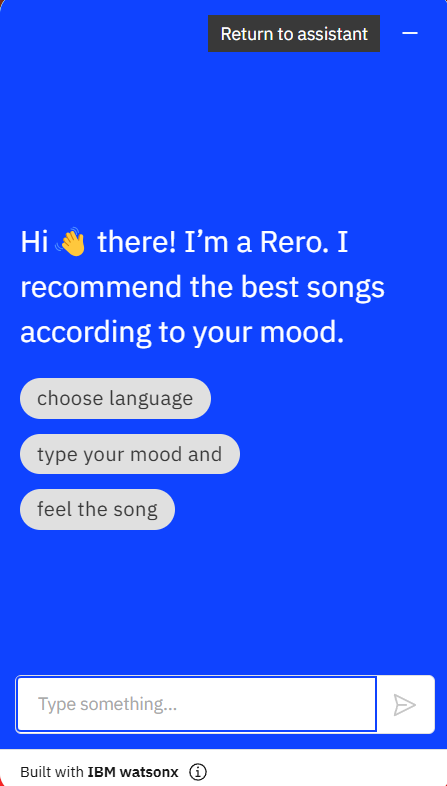 Return to assistant
Hi 👋 there! I’m a Rero. I
recommend the best songs
according to your mood.
choose language
type your mood and
feel the song
Type something...
Built with IBM watsonx